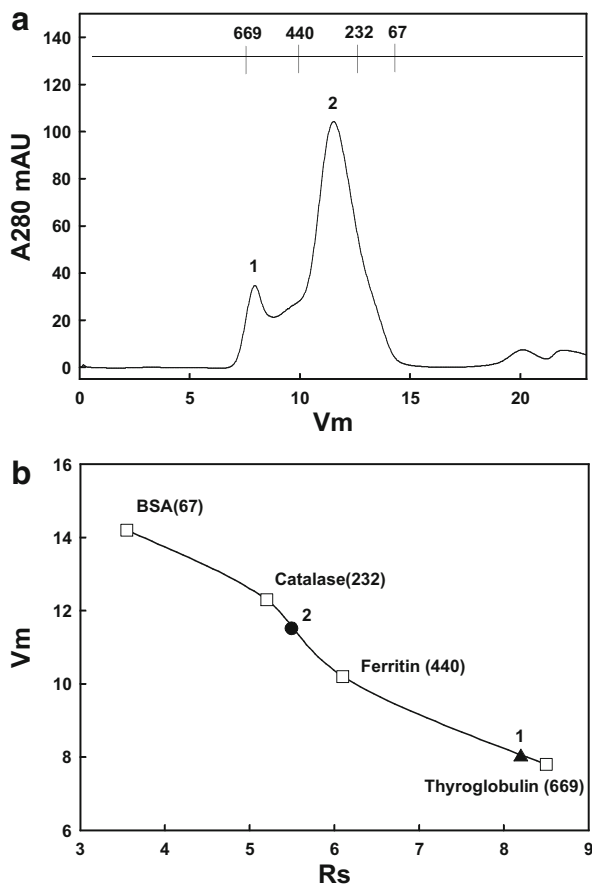 a
669 440 232 67
140
120
100
80
60
40
20
0
A280 mAU
1
2
0 5 10 15 20
Vm
b
16
14
12
10
8
6
Vm
BSA(67)
Catalase(232)
2
Ferritin (440)
1
Thyroglobulin (669)
3 4 5 6 7 8 9
Rs